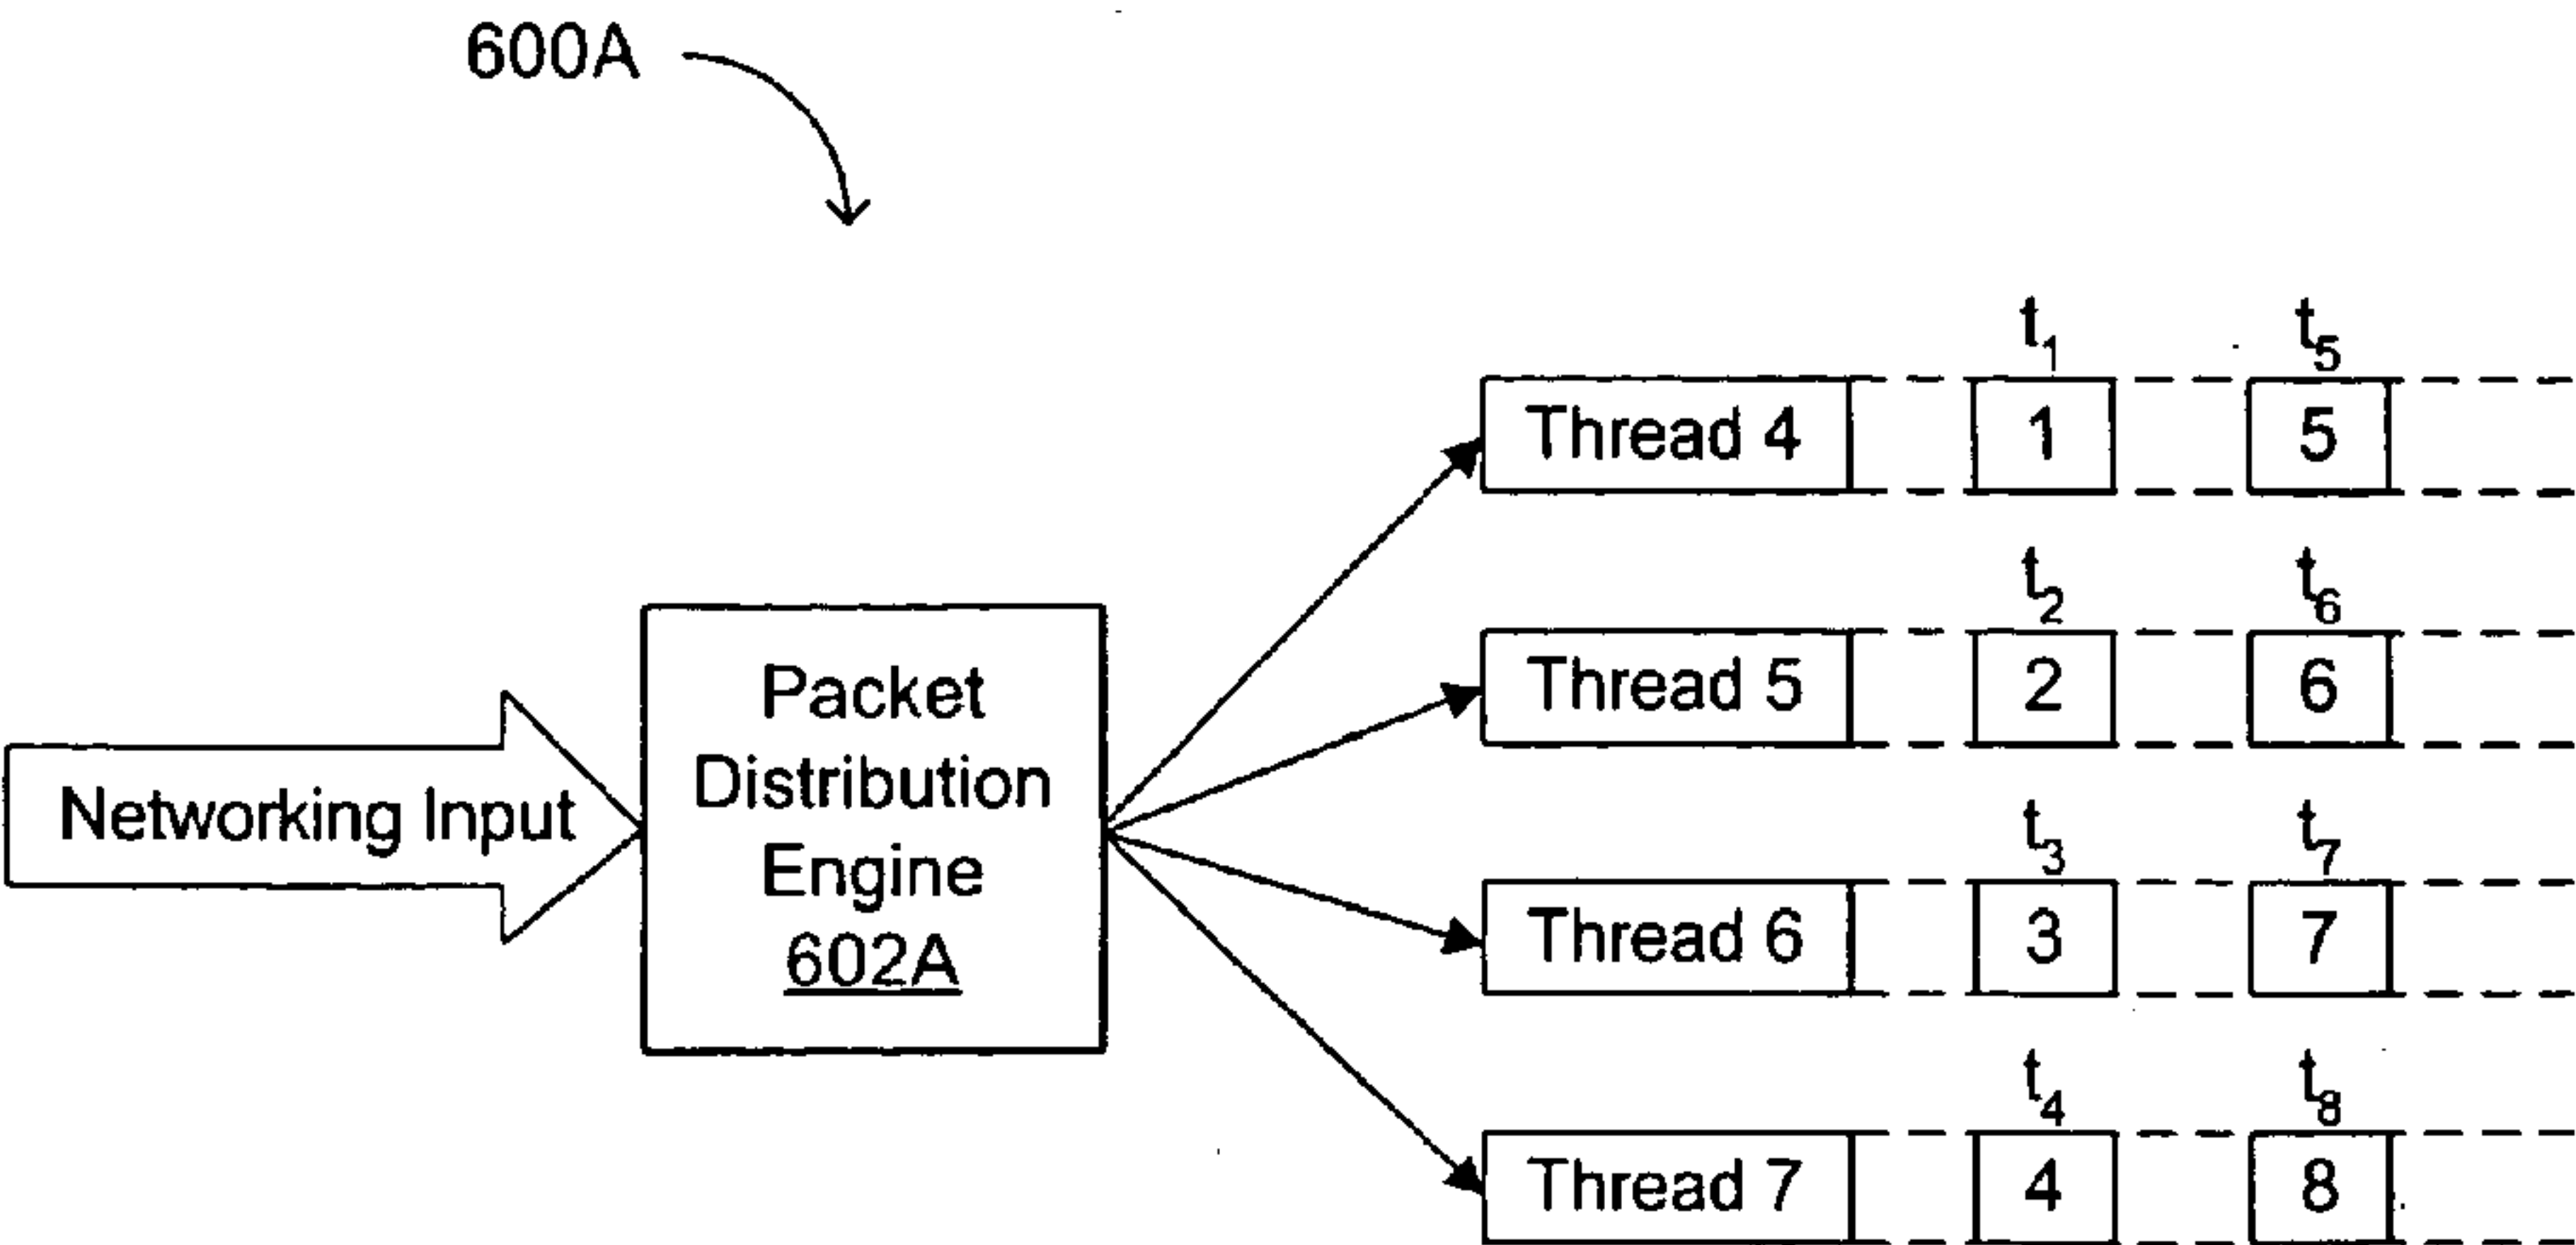 600A
t1 t5
Thread 4 1 5
t2 t6
Thread 5 2 6
Packet
Distribution
Engine
602A
Networking Input
t3 t7
Thread 6 3 7
t4 t8
Thread 7 4 8